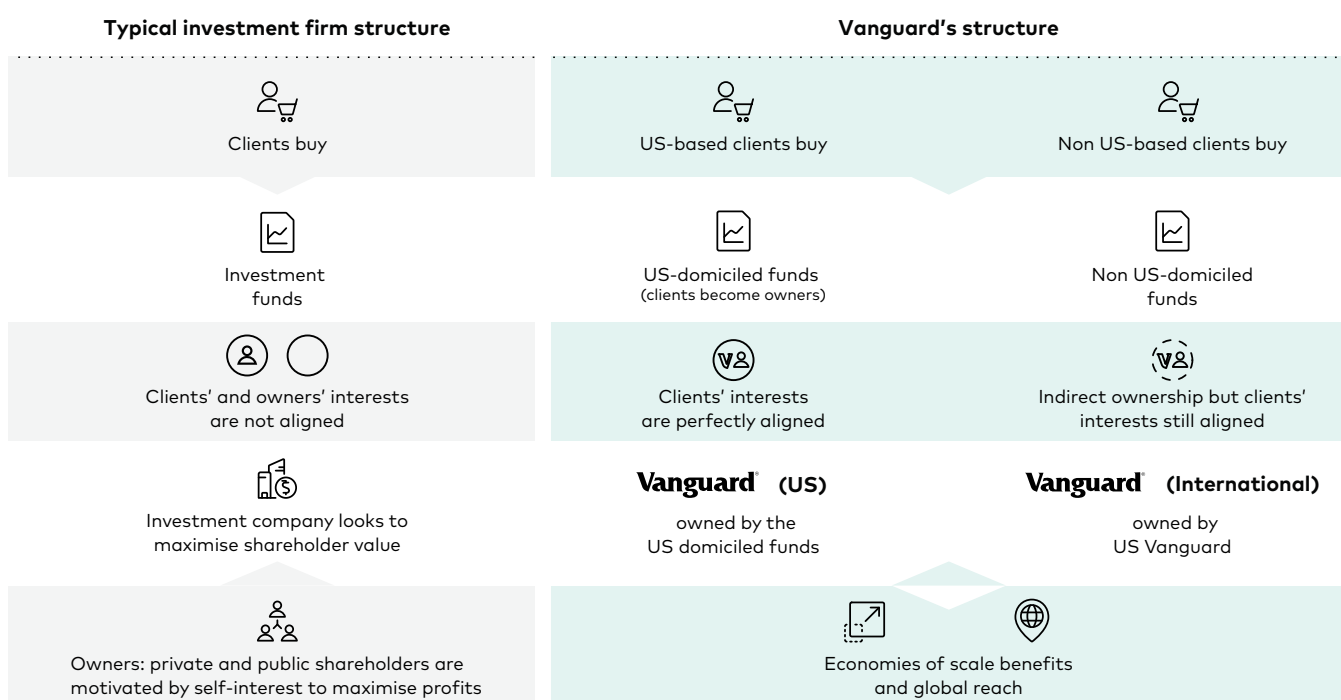 Typical investment firm structure
Vanguard's structure
Clients buy
US-based clients buy
Non US-based clients buy
Investment
funds
US-domiciled funds
(clients become owners)
Non US-domiciled
funds
Clients' and owners' interests
are not aligned
Clients' interests
are perfectly aligned
Indirect ownership but clients'
interests still aligned
Investment company looks to
maximise shareholder value
Vanguard® (US)
owned by the
US domiciled funds
Vanguard® (International)
owned by
US Vanguard
Owners: private and public shareholders are
motivated by self-interest to maximise profits
Economies of scale benefits
and global reach